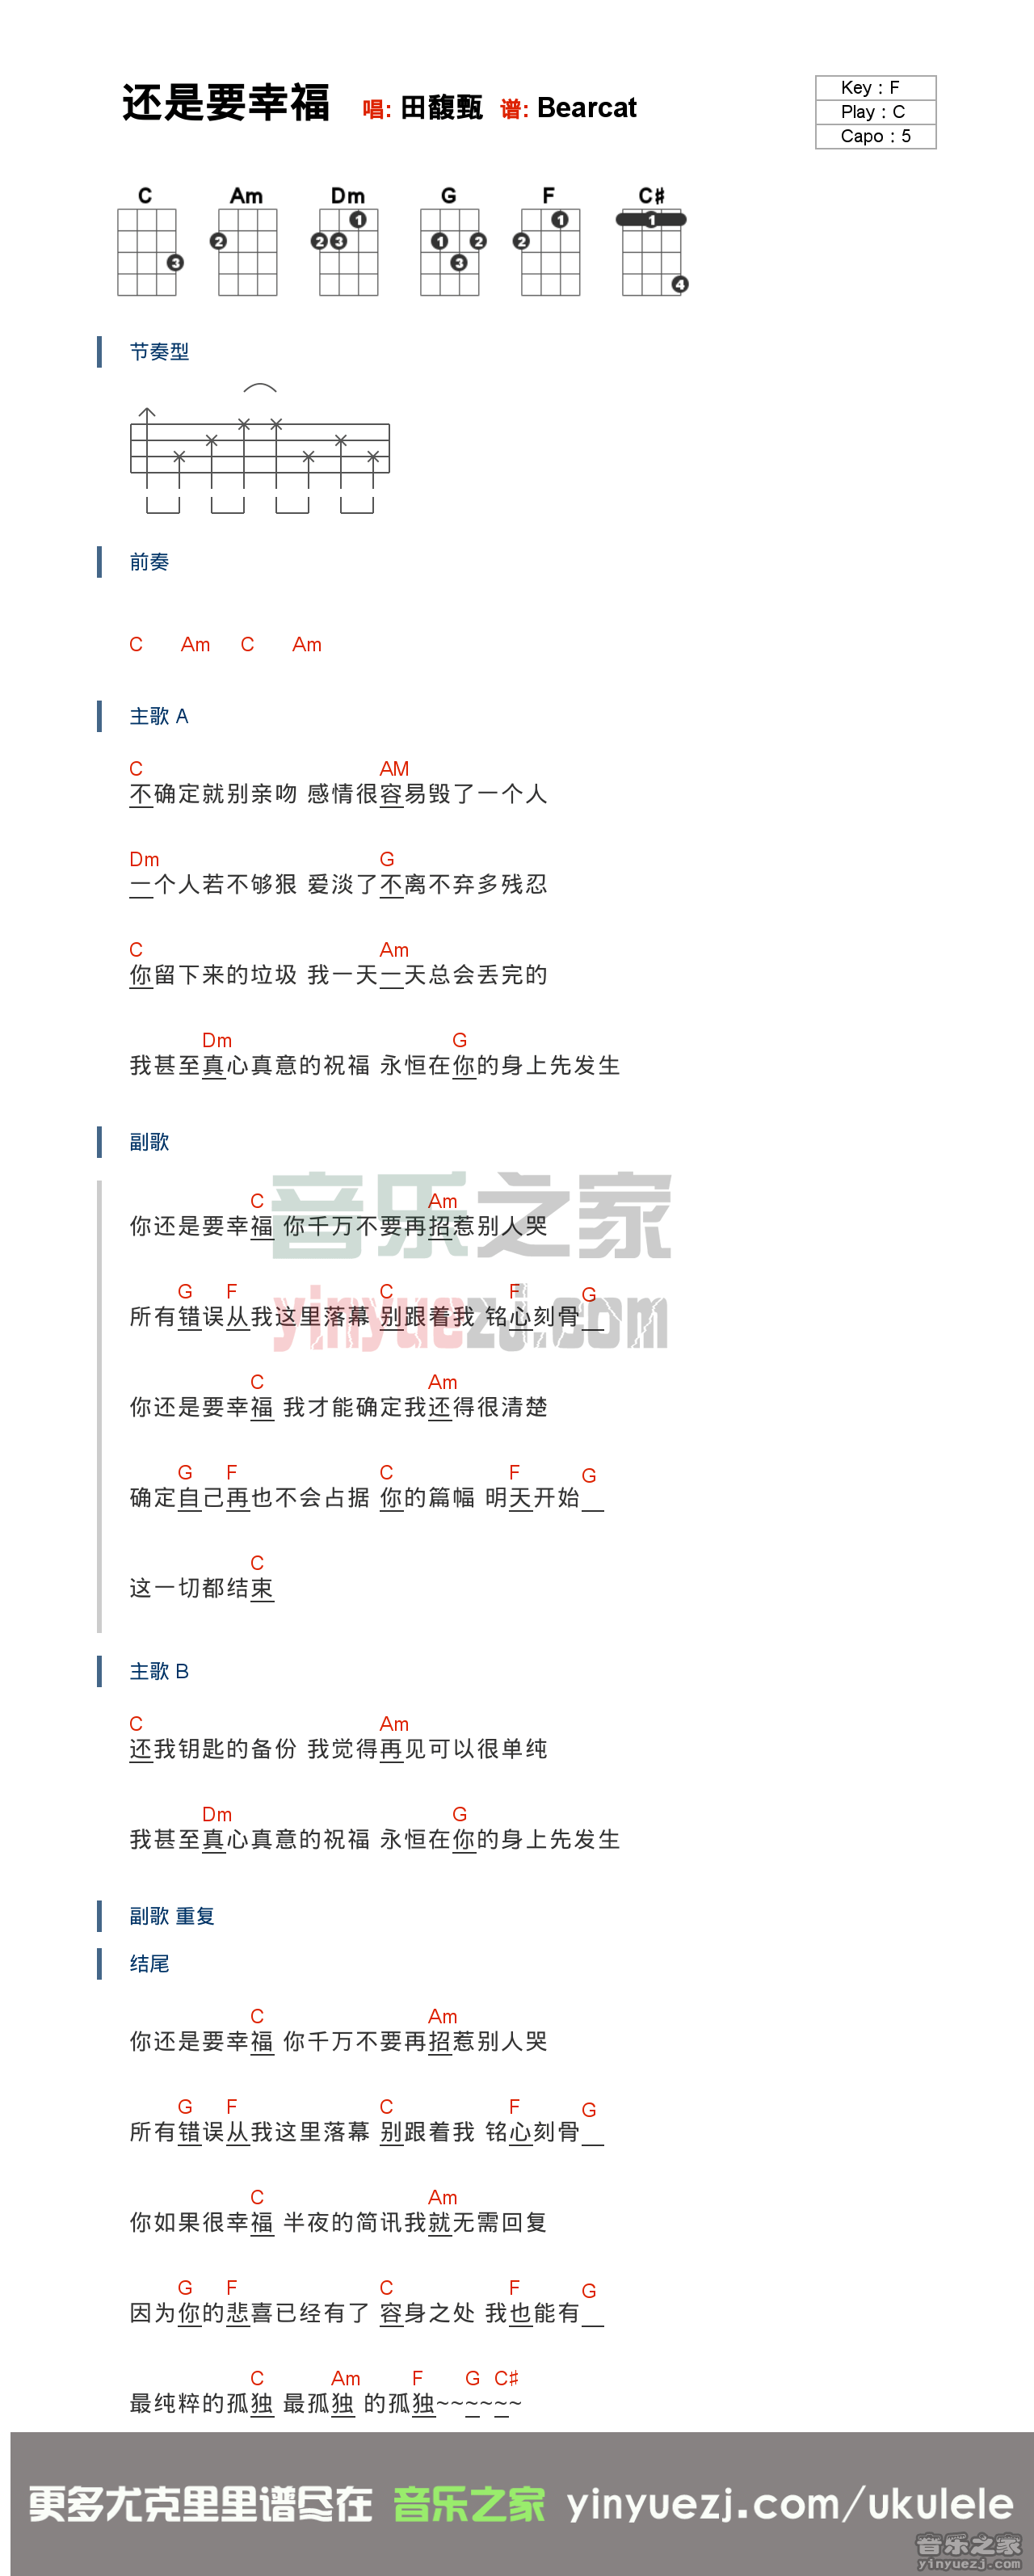 还是要幸福 唱: 田馥甄 谱: Bearcat
Key : F
Play : C
Capo : 5
C Am Dm G F C♯
3 2 1 2 3 1 2 3 1 2 1 4
节奏型
前奏
C Am C Am
主歌 A
C AM
不确定就别亲吻 感情很容易毁了一个人
Dm G
一个人若不够狠 爱淡了不离不弃多残忍
C Am
你留下来的垃圾 我一天一天总会丢完的
Dm G
我甚至真心真意的祝福 永恒在你的身上先发生
副歌
音乐之家
C Am
你还是要幸福 你千万不要再招惹别人哭
yinyuezj.com
G F C F G
所有错误从我这里落幕 别跟着我 铭心刻骨__
C Am
你还是要幸福 我才能确定我还得很清楚
G F C F G
确定自己再也不会占据 你的篇幅 明天开始__
C
这一切都结束
主歌 B
C Am
还我钥匙的备份 我觉得再见可以很单纯
Dm G
我甚至真心真意的祝福 永恒在你的身上先发生
副歌 重复
结尾
C Am
你还是要幸福 你千万不要再招惹别人哭
G F C F G
所有错误从我这里落幕 别跟着我 铭心刻骨__
C Am
你如果很幸福 半夜的简讯我就无需回复
G F C F G
因为你的悲喜已经有了 容身之处 我也能有__
C Am F G C♯
最纯粹的孤独 最孤独 的孤独~~~~~~
更多尤克里里谱尽在 音乐之家 yinyuezj.com/ukulele
音乐之家
yinyuezj.com